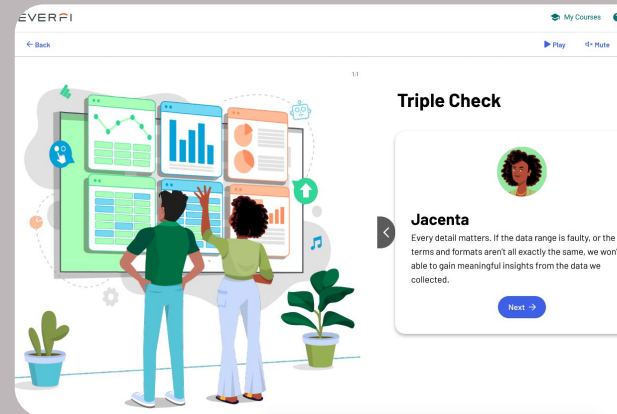 EVERFI
My Courses
← Back
Play
Mute
1:1
Triple Check
Jacenta
Every detail matters. If the data range is faulty, or the
terms and formats aren't all exactly the same, we won'
able to gain meaningful insights from the data we
collected.
Next →